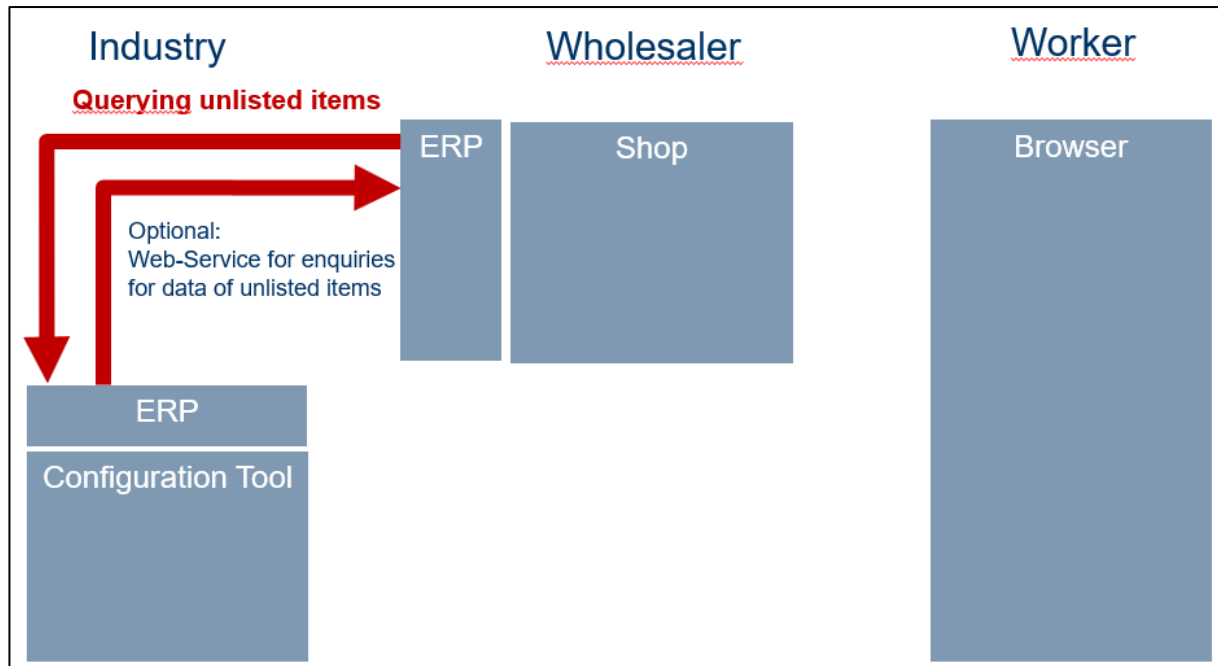 Industry
Wholesaler
Worker
Querying unlisted items
ERP
Shop
Browser
Optional:
Web-Service for enquiries
for data of unlisted items
ERP
Configuration Tool